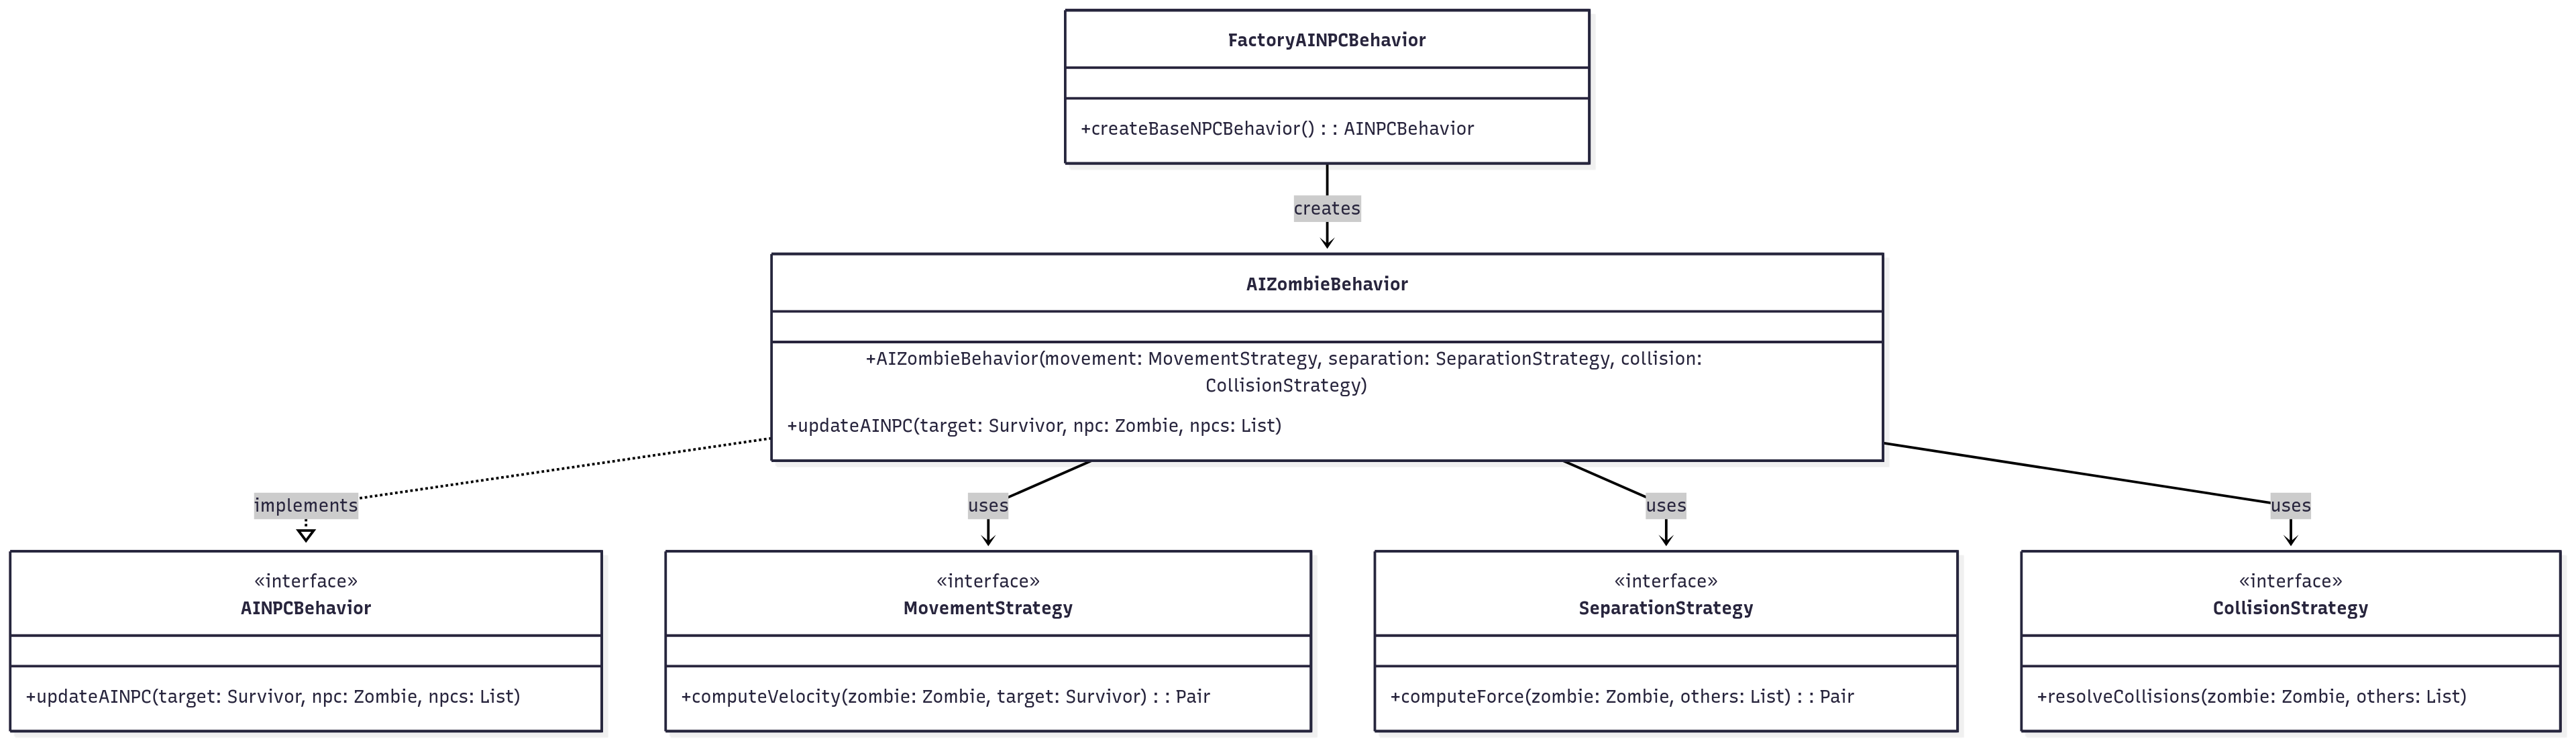 FactoryAINPCBehavior
+createBaseNPCBehavior() : : AINPCBehavior
creates
AIZombieBehavior
+AIZombieBehavior(movement: MovementStrategy, separation: SeparationStrategy, collision:
CollisionStrategy)
+updateAINPC(target: Survivor, npc: Zombie, npcs: List)
implements
uses
uses
uses
«interface»
AINPCBehavior
+updateAINPC(target: Survivor, npc: Zombie, npcs: List)
«interface»
MovementStrategy
+computeVelocity(zombie: Zombie, target: Survivor) : : Pair
«interface»
SeparationStrategy
+computeForce(zombie: Zombie, others: List) : : Pair
«interface»
CollisionStrategy
+resolveCollisions(zombie: Zombie, others: List)